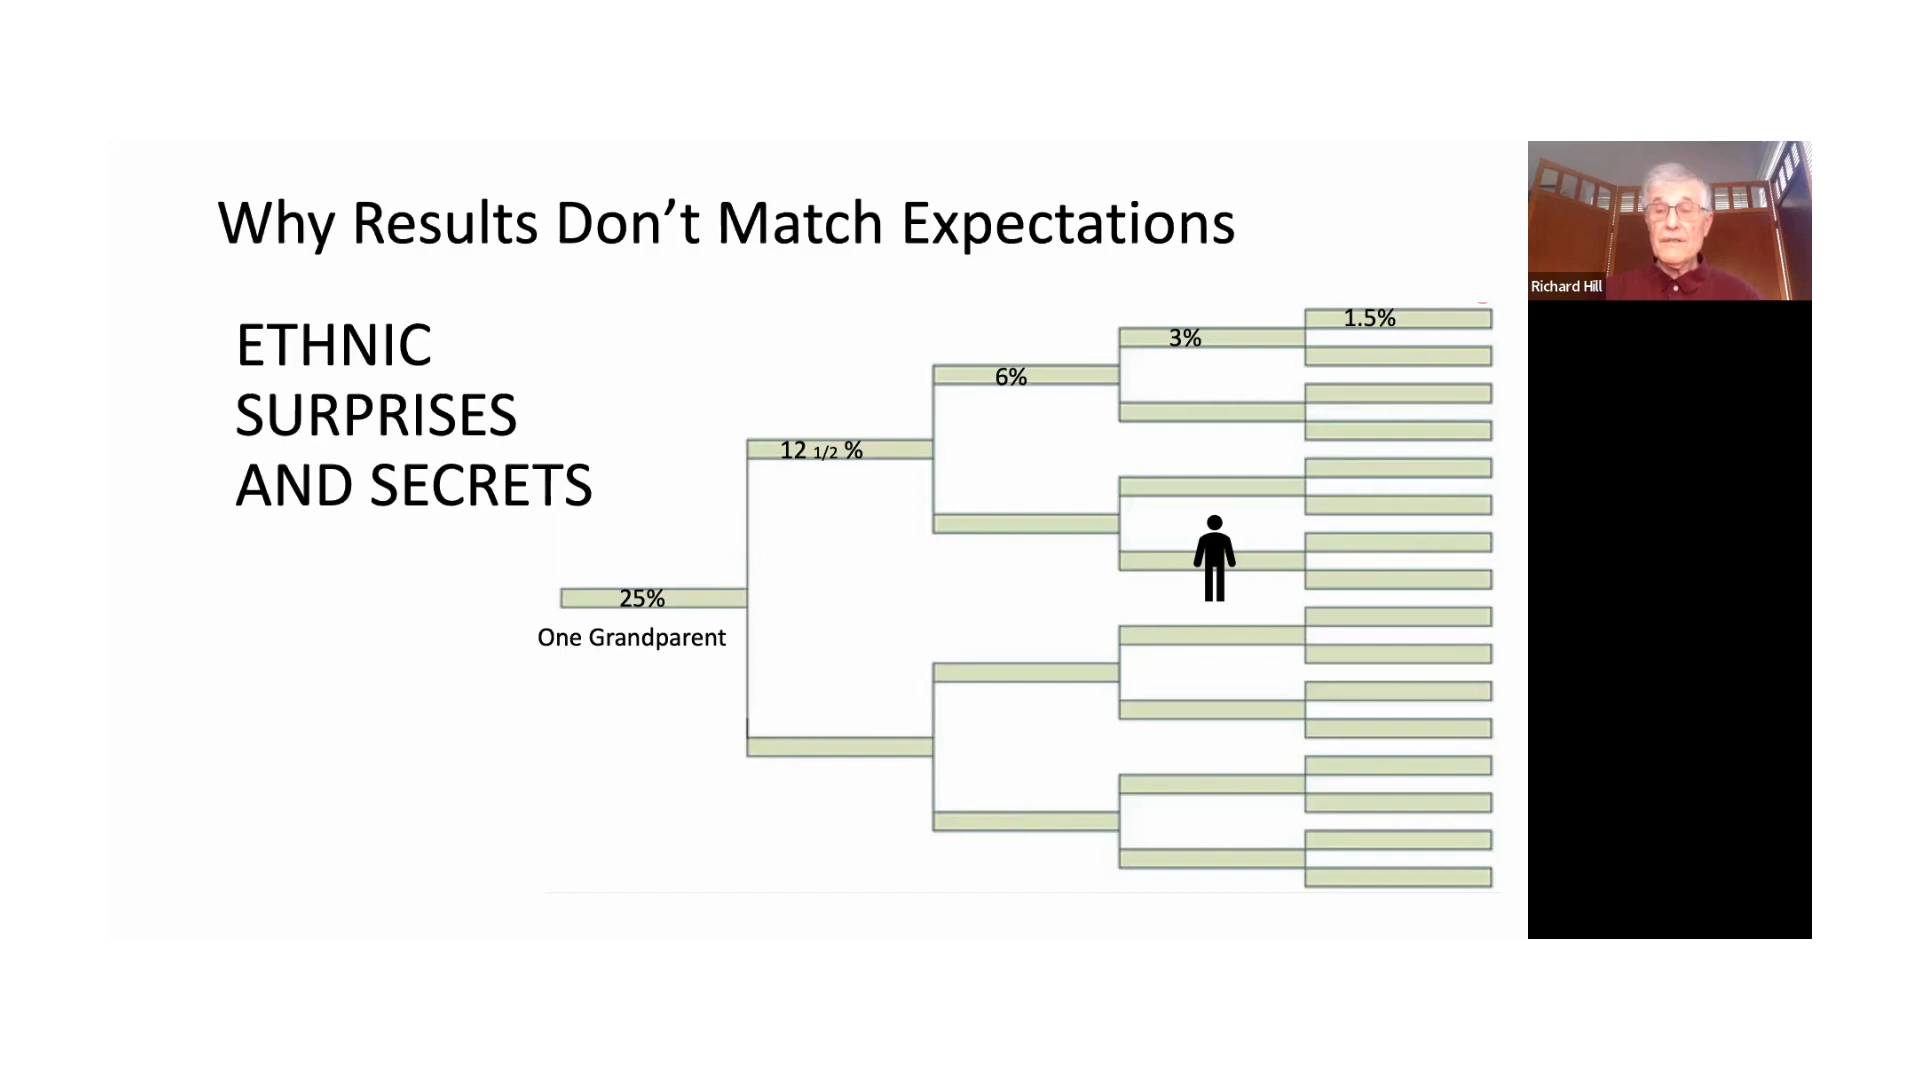 Why Results Don’t Match Expectations
ETHNIC
SURPRISES
AND SECRETS
25%
One Grandparent
12 1/2 %
6%
3%
1.5%
Richard Hill